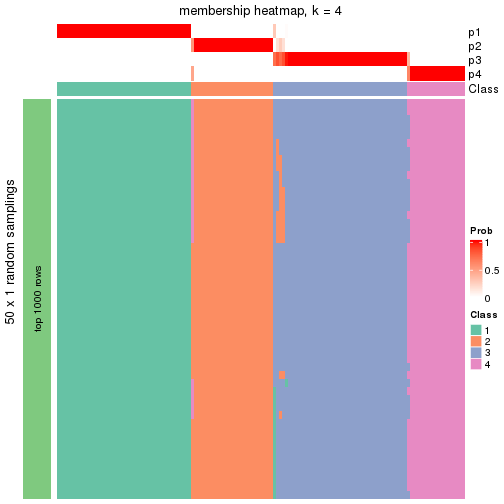 membership heatmap, k = 4
p1
p2
p3
p4
Class
50 x 1 random samplings
top 1000 rows
Prob
1
0.5
0
Class
1
2
3
4